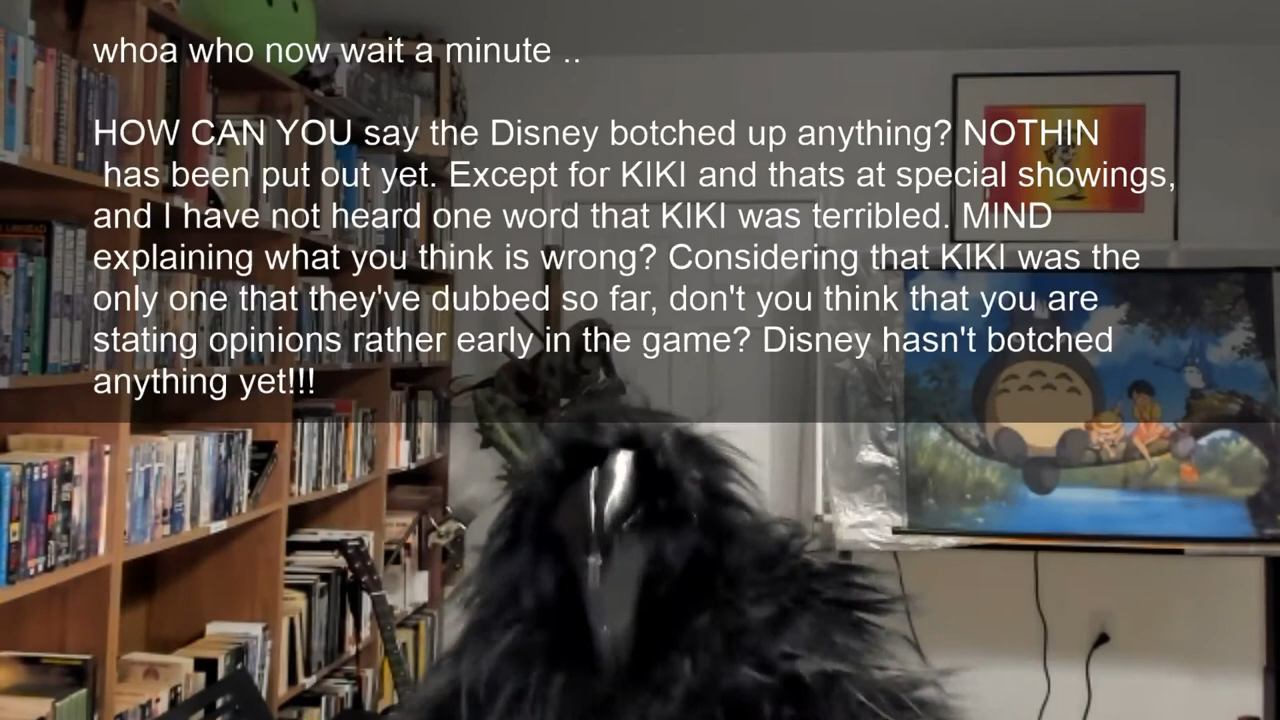 whoa who now wait a minute ..
HOW CAN YOU say the Disney botched up anything? NOTHIN
has been put out yet. Except for KIKI and thats at special showings,
and I have not heard one word that KIKI was terribled. MIND
explaining what you think is wrong? Considering that KIKI was the
only one that they've dubbed so far, don't you think that you are
stating opinions rather early in the game? Disney hasn't botched
anything yet!!!